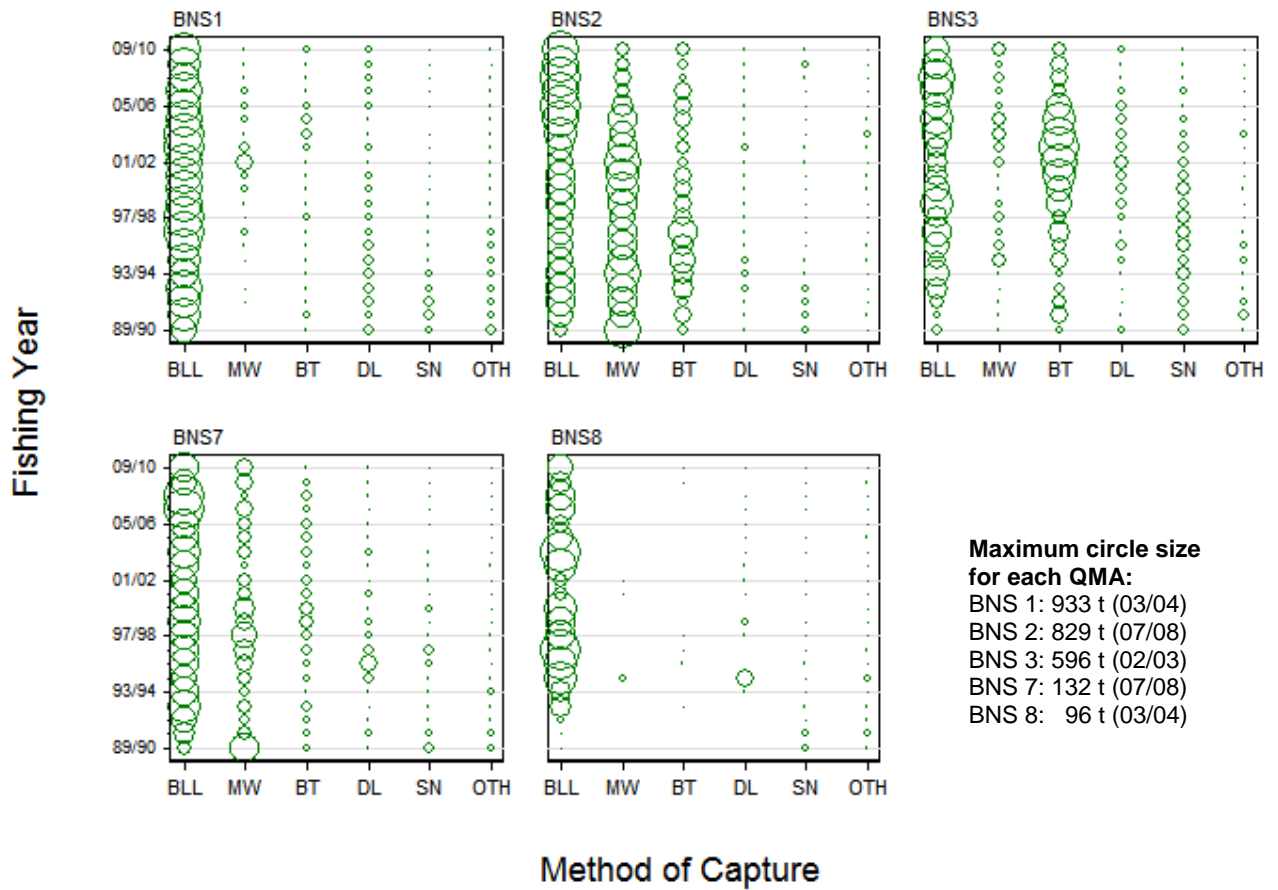 BNS1
BNS2
BNS3
09/10
05/06
01/02
97/98
93/94
89/90
BLL MW BT DL SN OTH
BLL MW BT DL SN OTH
BLL MW BT DL SN OTH
Fishing Year
BNS7
BNS8
09/10
05/06
01/02
97/98
93/94
89/90
BLL MW BT DL SN OTH
BLL MW BT DL SN OTH
Maximum circle size
for each QMA:
BNS 1: 933 t (03/04)
BNS 2: 829 t (07/08)
BNS 3: 596 t (02/03)
BNS 7: 132 t (07/08)
BNS 8: 96 t (03/04)
Method of Capture